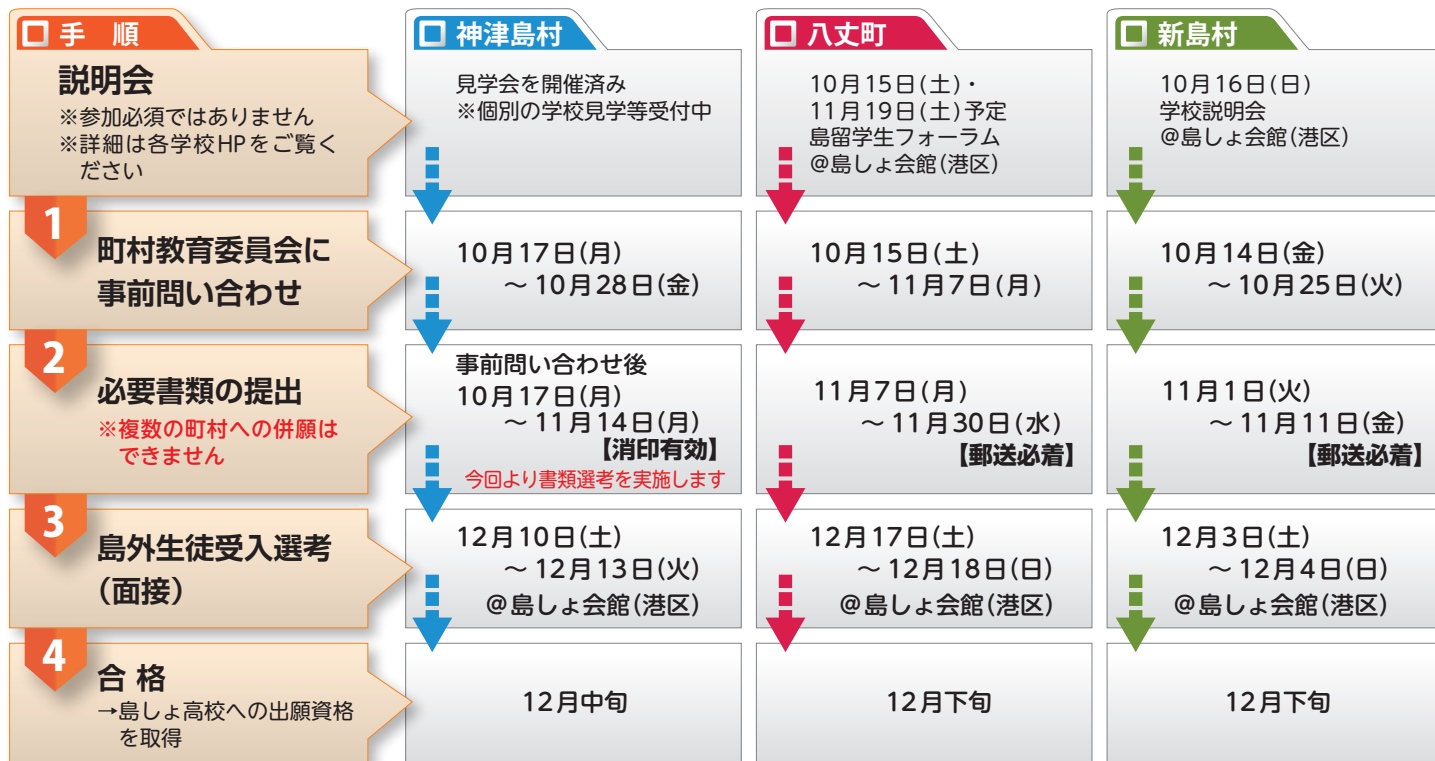 手 順
神津島村
八丈町
新島村
説明会
※参加必須ではありません
※詳細は各学校HPをご覧く
ださい
見学会を開催済み
※個別の学校見学等受付中
10月15日(土)・
11月19日(土)予定
島留学生フォーラム
@島しょ会館(港区)
10月16日(日)
学校説明会
@島しょ会館(港区)
1
町村教育委員会に
事前問い合わせ
10月17日(月)
～10月28日(金)
10月15日(土)
～11月7日(月)
10月14日(金)
～10月25日(火)
2
必要書類の提出
※複数の町村への併願は
できません
事前問い合わせ後
10月17日(月)
～11月14日(月)
【消印有効】
今回より書類選考を実施します
11月7日(月)
～11月30日(水)
【郵送必着】
11月1日(火)
～11月11日(金)
【郵送必着】
3
島外生徒受入選考
（面接）
12月10日(土)
～12月13日(火)
@島しょ会館(港区)
12月17日(土)
～12月18日(日)
@島しょ会館(港区)
12月3日(土)
～12月4日(日)
@島しょ会館(港区)
4
合 格
→島しょ高校への出願資格
を取得
12月中旬
12月下旬
12月下旬